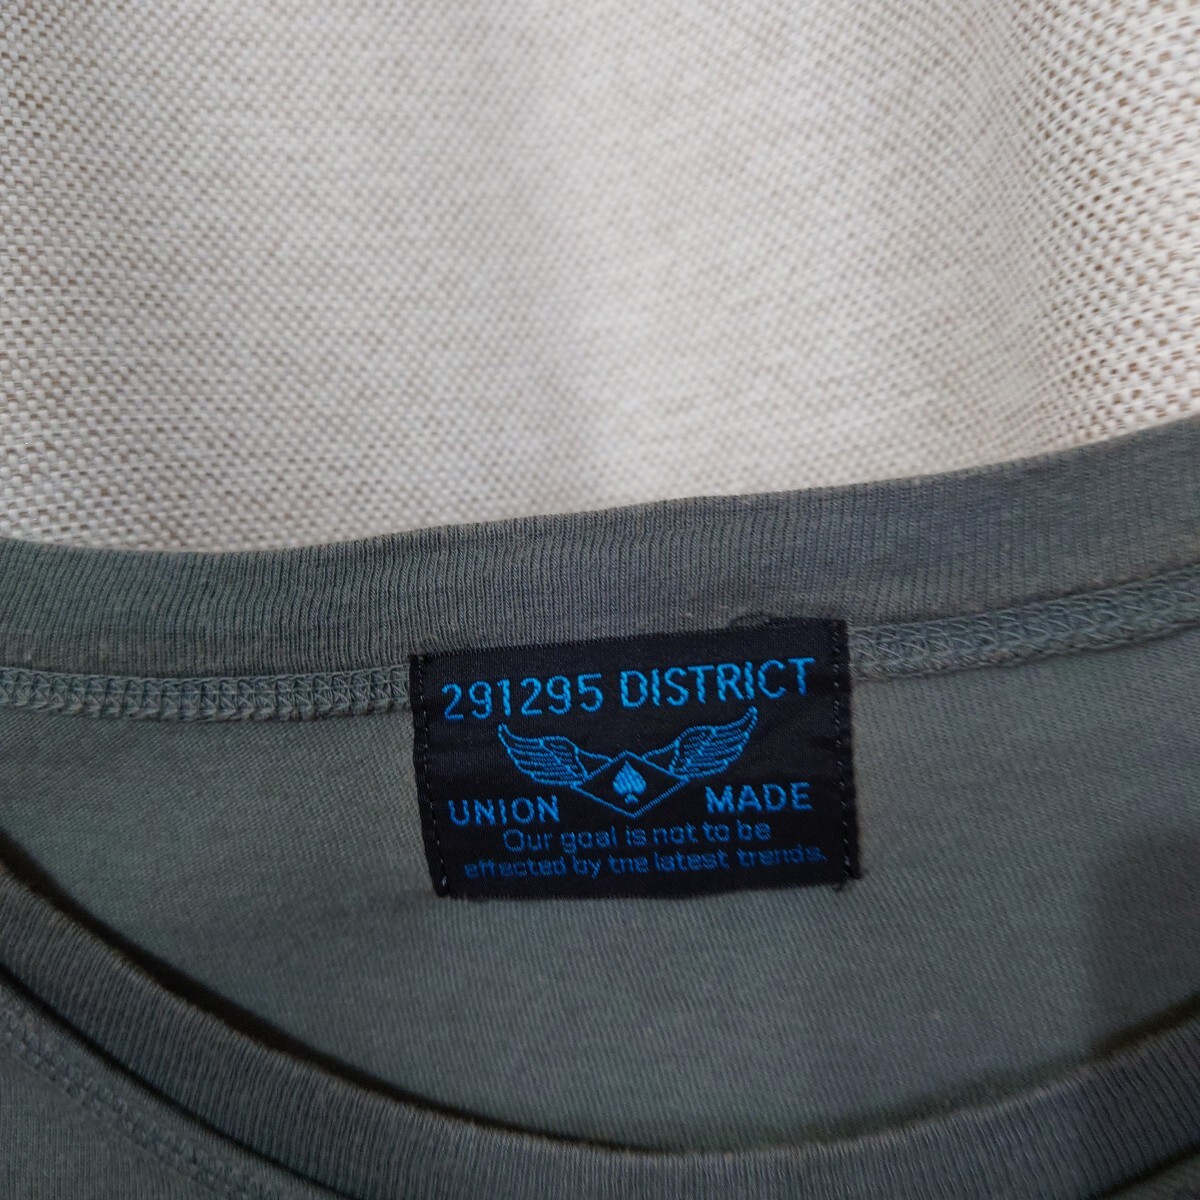 291295 DISTRICT
UNION MADE
Our goal is not to be
effected by the latest trends.